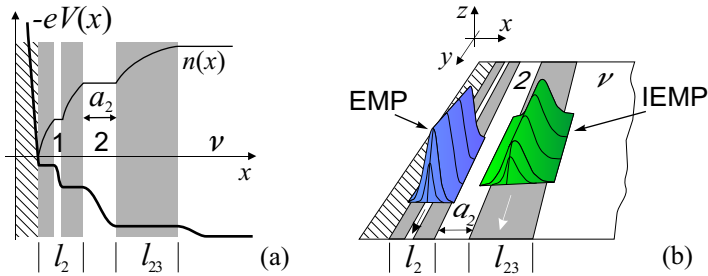 -eV(x)
n(x)
a₂
1
2
ν
x
l₂
l₂₃
(a)
z
x
y
2
ν
EMP
IEMP
a₂
l₂
l₂₃
(b)